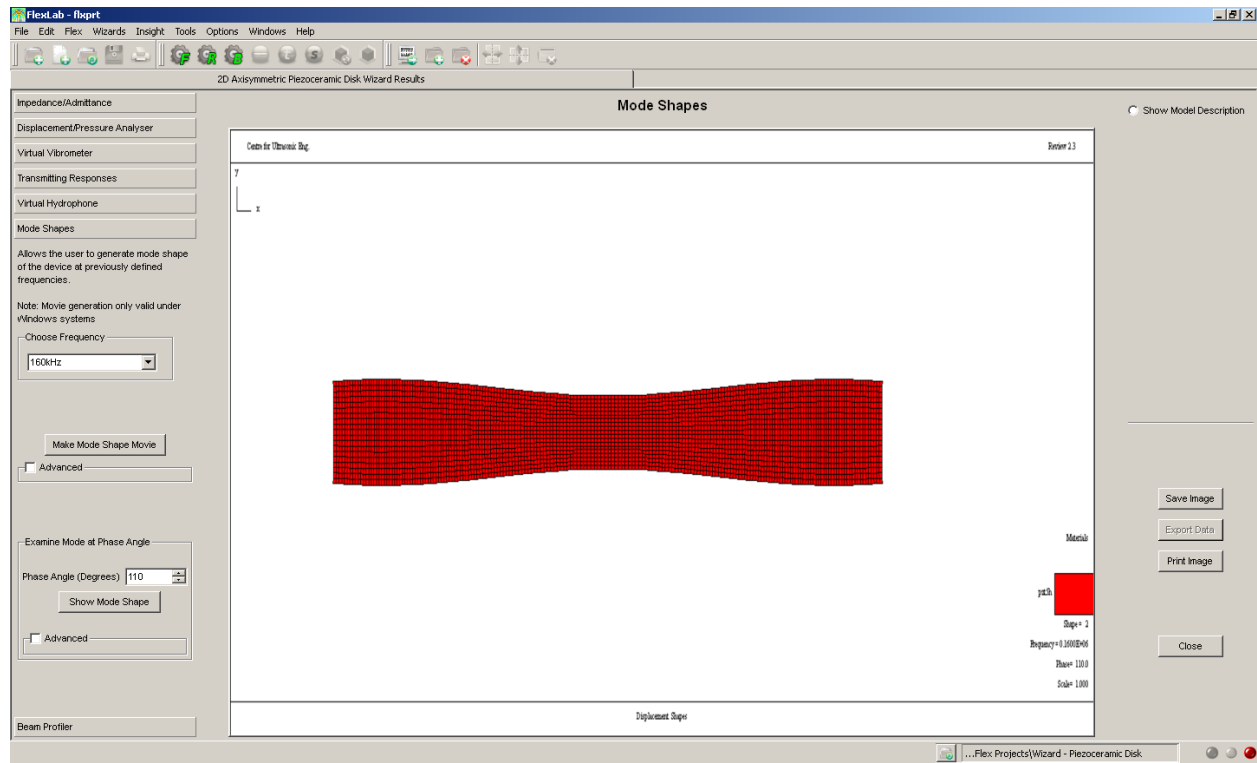 FlexLab - flxprt
File Edit Flex Wizards Insight Tools Options Windows Help
2D Axisymmetric Piezoceramic Disk Wizard Results
Impedance/Admittance
Displacement/Pressure Analyser
Virtual Vibrometer
Transmitting Responses
Virtual Hydrophone
Mode Shapes
Allows the user to generate mode shape
of the device at previously defined
frequencies.
Note: Movie generation only valid under
Windows systems
Choose Frequency
160kHz
Make Mode Shape Movie
Advanced
Examine Mode at Phase Angle
Phase Angle (Degrees) 110
Show Mode Shape
Advanced
Beam Profiler
Mode Shapes
Centre for Ultrasonic Eng.
Review 2.3
y
x
Materials
pzt5h
Shape = 2
Frequency = 0.1600E+06
Phase= 110.0
Scale= 1.000
Displacement Shapes
Show Model Description
Save Image
Export Data
Print Image
Close
...Flex Projects\Wizard - Piezoceramic Disk